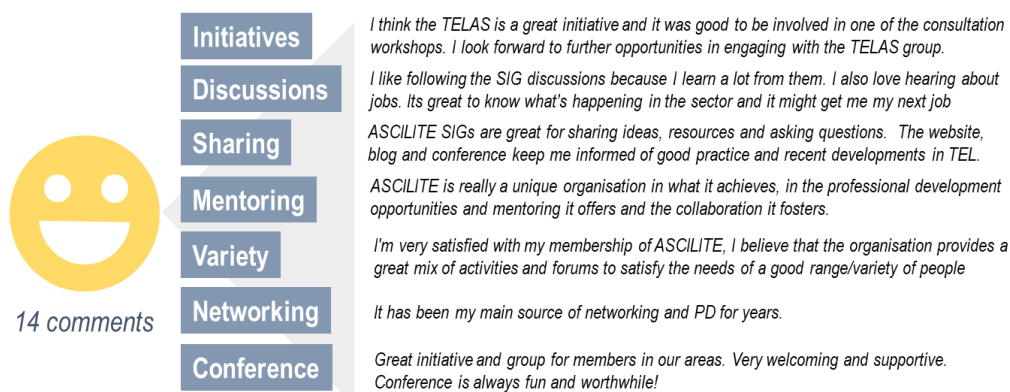 Initiatives
I think the TELAS is a great initiative and it was good to be involved in one of the consultation
workshops. I look forward to further opportunities in engaging with the TELAS group.
Discussions
I like following the SIG discussions because I learn a lot from them. I also love hearing about
jobs. Its great to know what's happening in the sector and it might get me my next job
Sharing
ASCILITE SIGs are great for sharing ideas, resources and asking questions.  The website,
blog and conference keep me informed of good practice and recent developments in TEL.
Mentoring
ASCILITE is really a unique organisation in what it achieves, in the professional development
opportunities and mentoring it offers and the collaboration it fosters.
Variety
I'm very satisfied with my membership of ASCILITE, I believe that the organisation provides a
great mix of activities and forums to satisfy the needs of a good range/variety of people
14 comments
Networking
It has been my main source of networking and PD for years.
Conference
Great initiative and group for members in our areas. Very welcoming and supportive.
Conference is always fun and worthwhile!